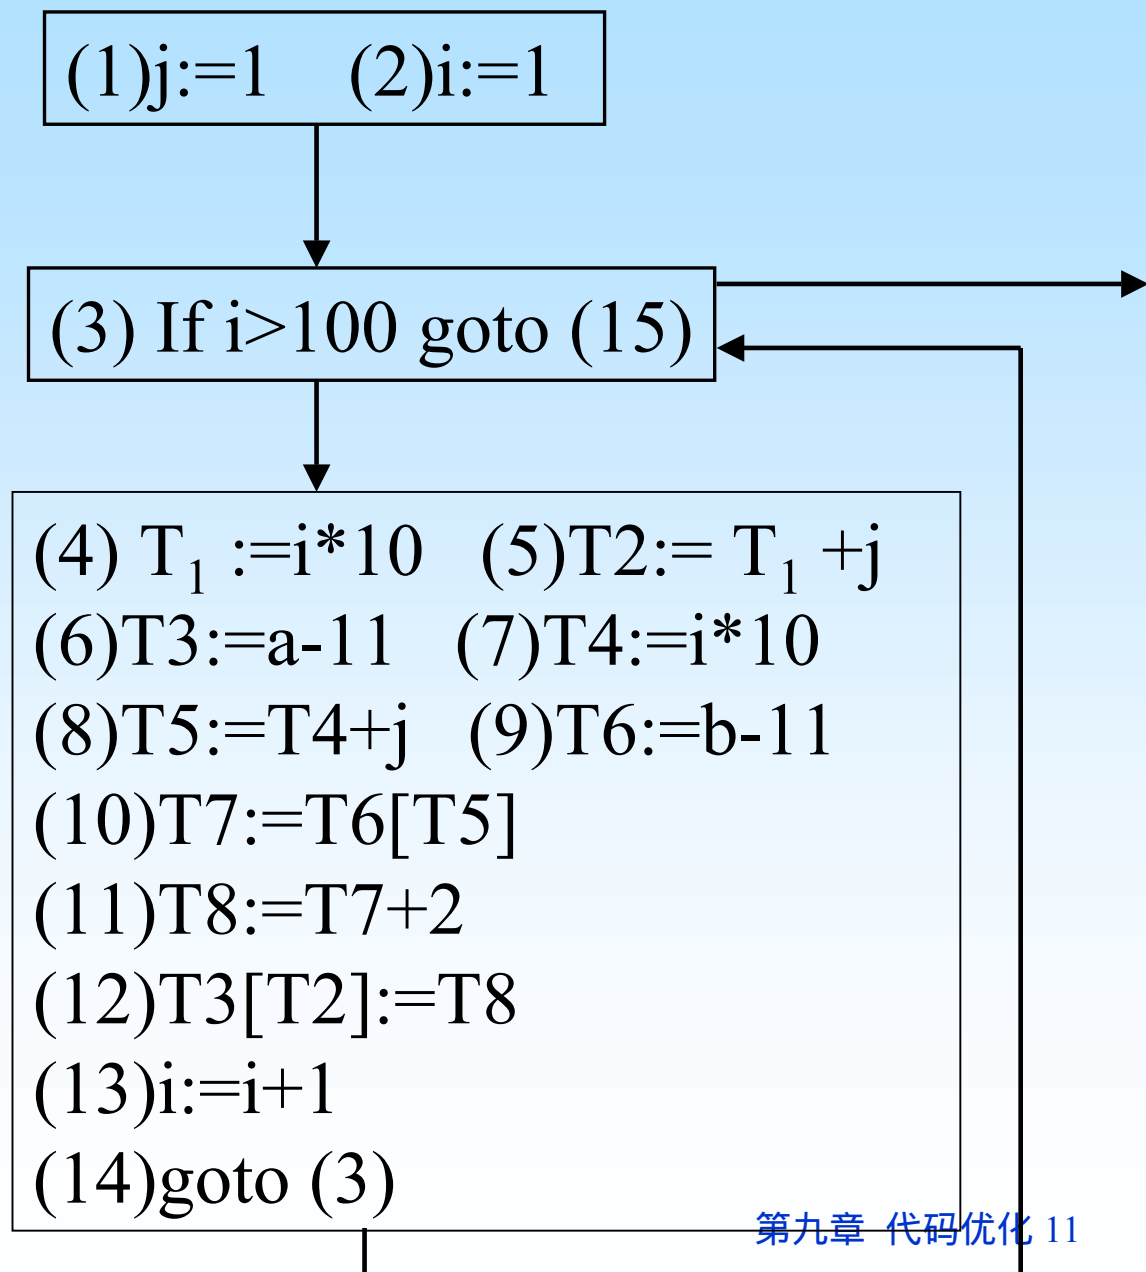 (1)j:=1 (2)i:=1
(3) If i>100 goto (15)
(4) T₁ :=i*10 (5)T2:= T₁ +j
(6)T3:=a-11 (7)T4:=i*10
(8)T5:=T4+j (9)T6:=b-11
(10)T7:=T6[T5]
(11)T8:=T7+2
(12)T3[T2]:=T8
(13)i:=i+1
(14)goto (3)
第九章 代码优化 11